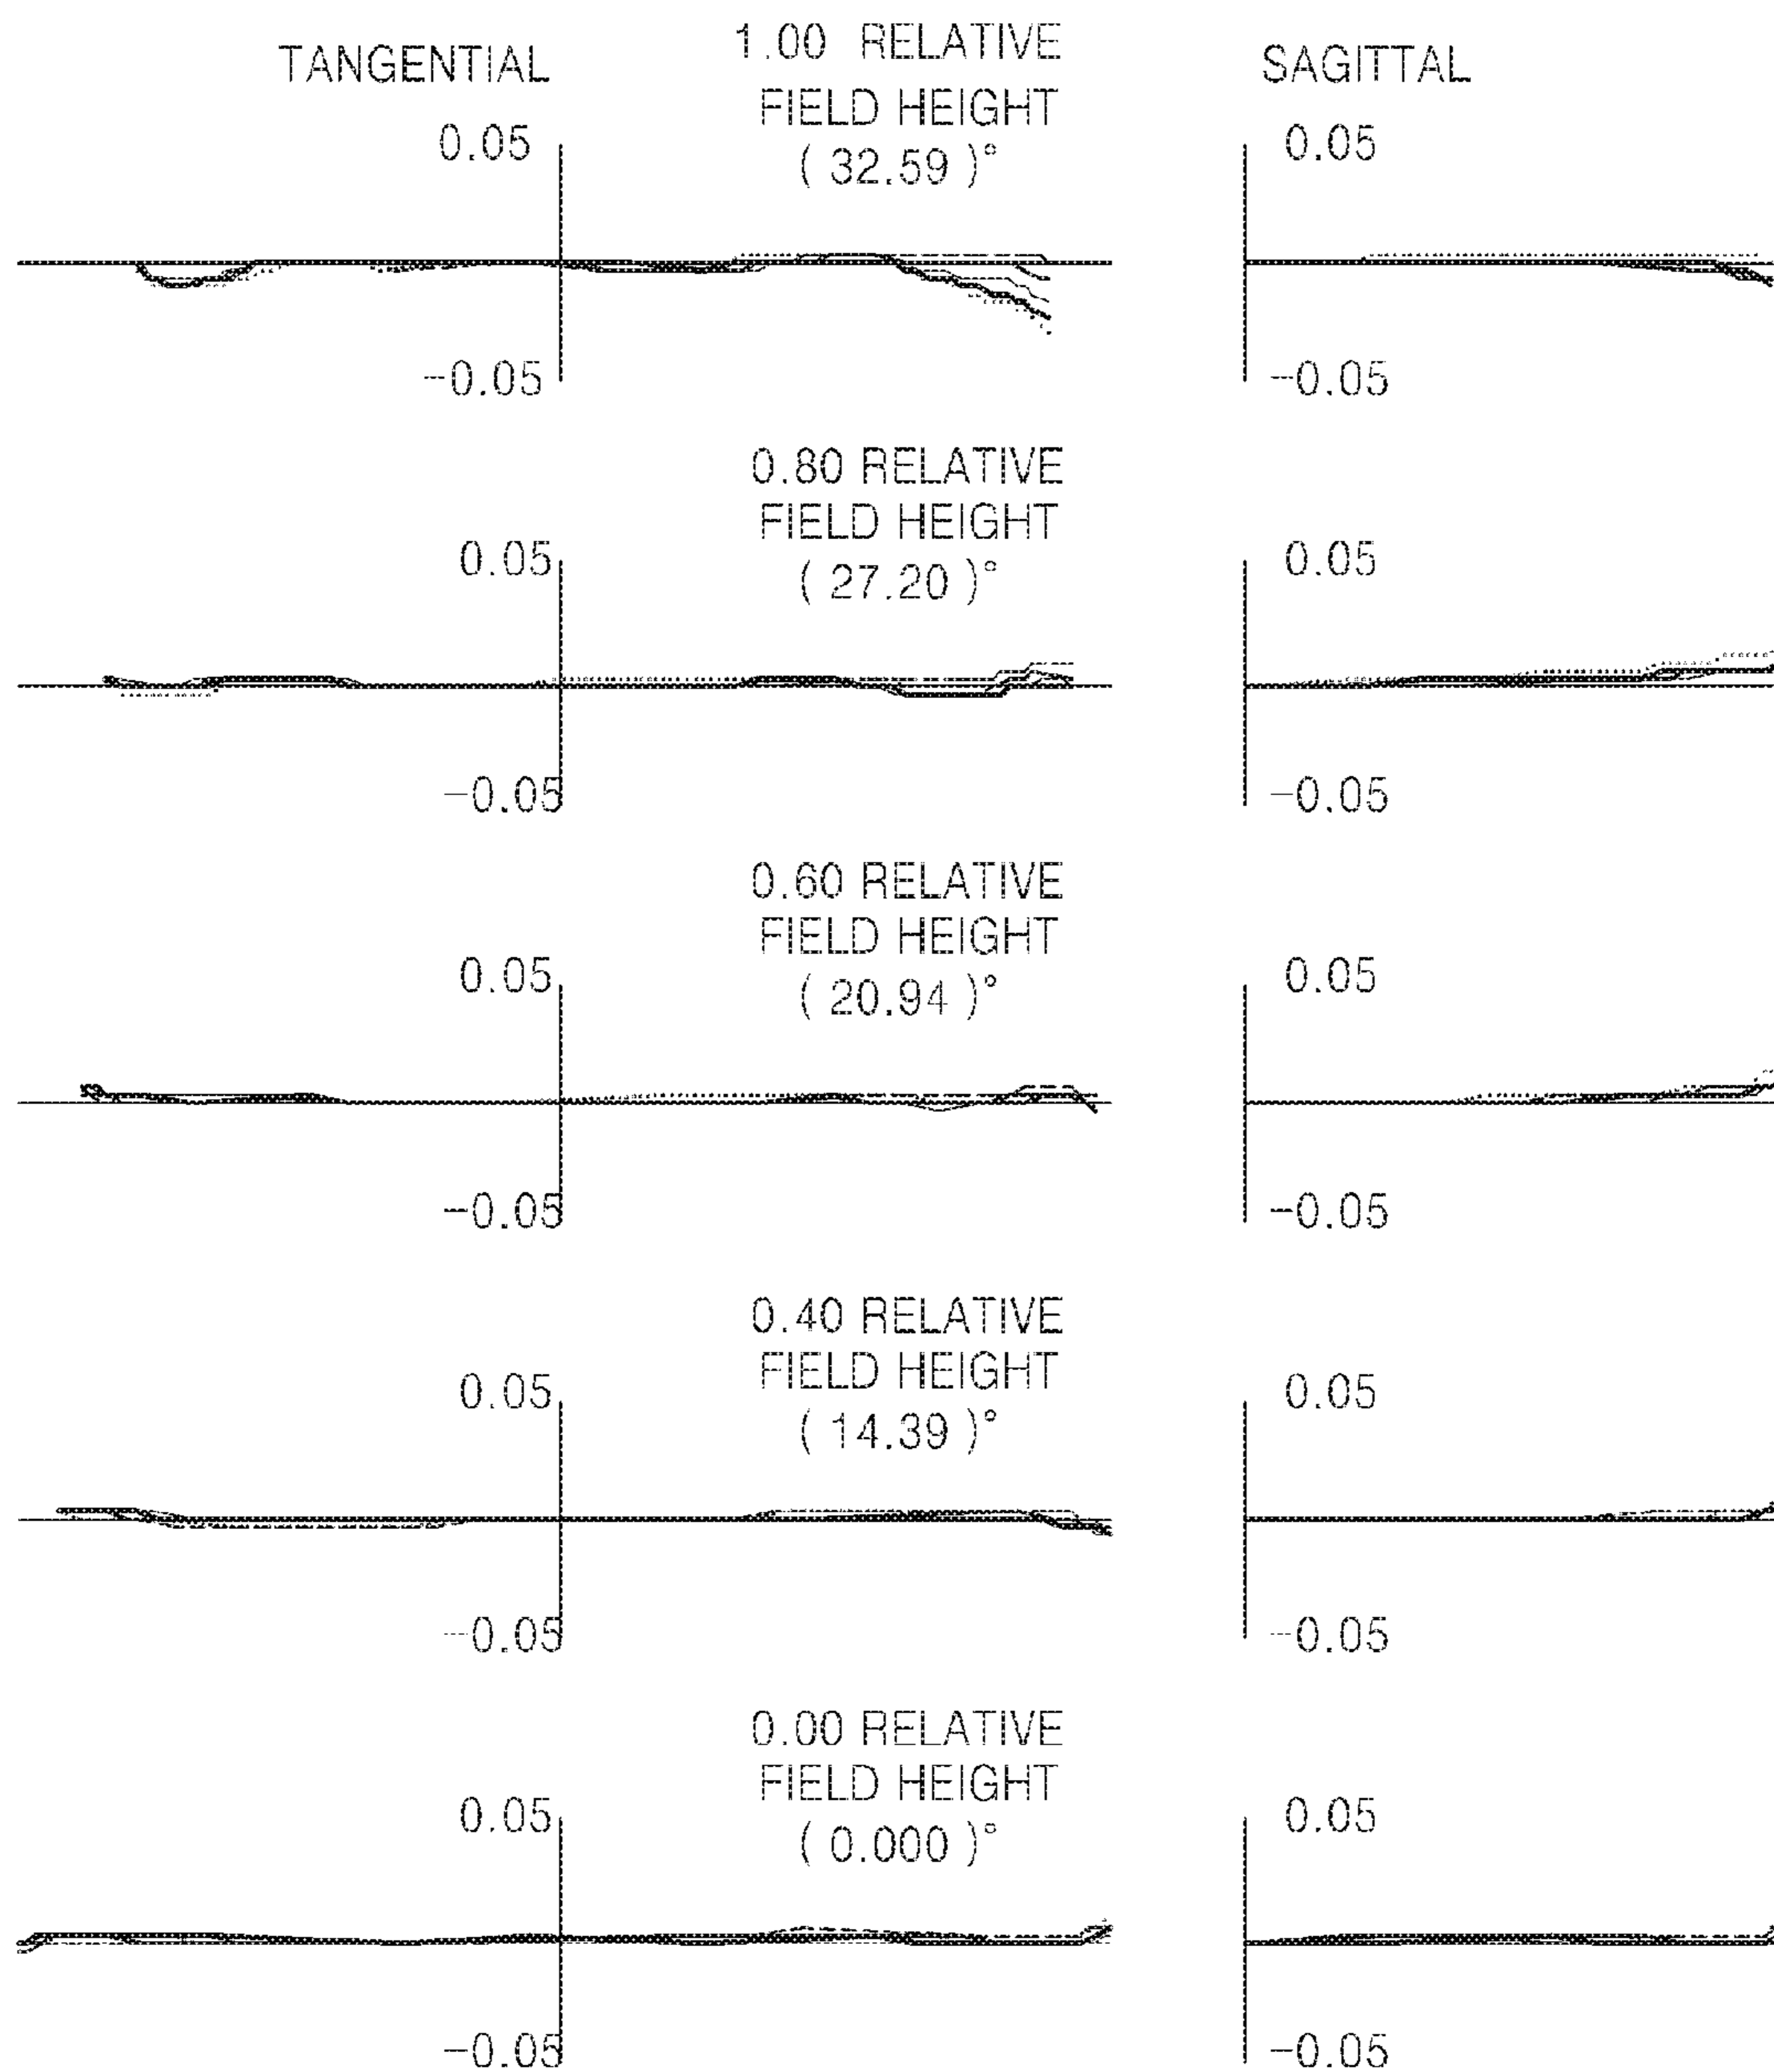 TANGENTIAL
1.00 RELATIVE
FIELD HEIGHT
( 32.59 )°
SAGITTAL
0.05
0.05
-0.05
-0.05
0.80 RELATIVE
FIELD HEIGHT
( 27.20 )°
0.05
0.05
-0.05
-0.05
0.60 RELATIVE
FIELD HEIGHT
( 20.94 )°
0.05
0.05
-0.05
-0.05
0.40 RELATIVE
FIELD HEIGHT
( 14.39 )°
0.05
0.05
-0.05
-0.05
0.00 RELATIVE
FIELD HEIGHT
( 0.000 )°
0.05
0.05
-0.05
-0.05